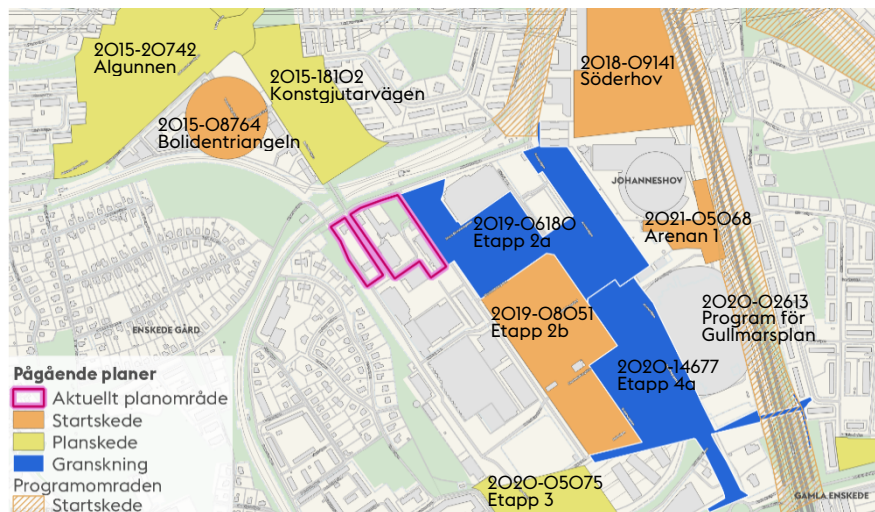 2015-20742
Algunnen
2015-18102
Konstgjutarvägen
2018-09141
Söderhov
2015-08764
Bolidentriangeln
JOHANNESHOV
2019-06180
Etapp 2a
2021-05068
Arenan 1
2019-08051
Etapp 2b
2020-02613
Program för
Gullmarsplan
ENSKEDE GÅRD
2020-14677
Etapp 4a
2020-05075
Etapp 3
GAMLA ENSKEDE
Pågående planer
Aktuellt planområde
Startskede
Planskede
Granskning
Programområden
Startskede